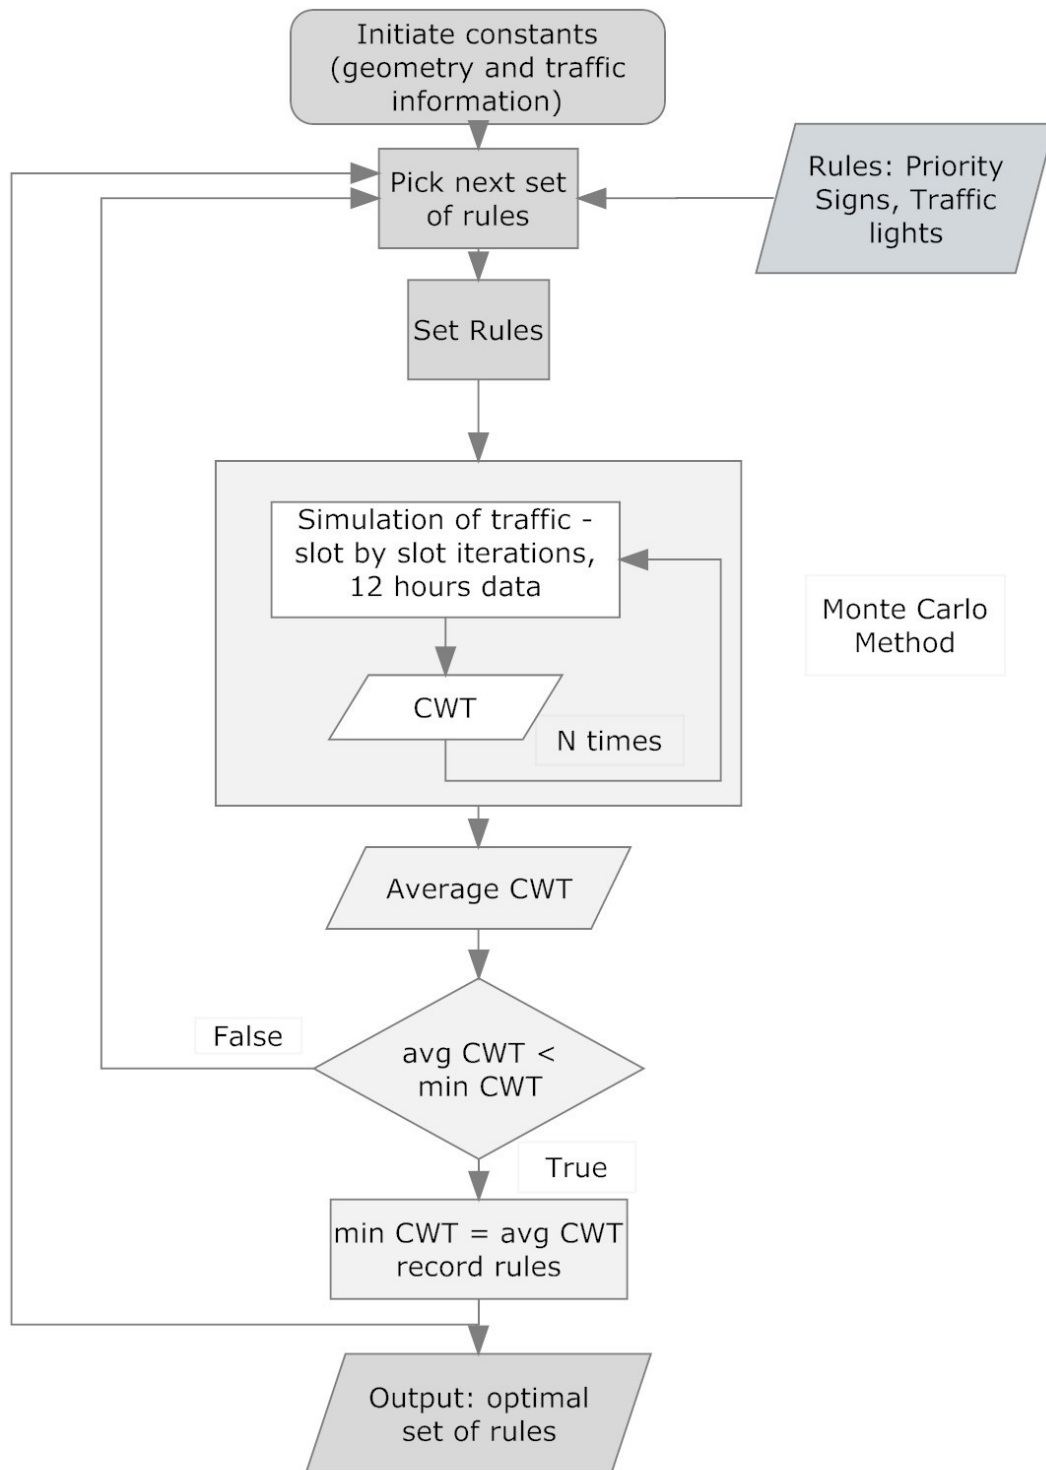 Initiate constants
(geometry and traffic
information)
Pick next set
of rules
Rules: Priority
Signs, Traffic
lights
Set Rules
Simulation of traffic -
slot by slot iterations,
12 hours data
Monte Carlo
Method
CWT
N times
Average CWT
False
avg CWT <
min CWT
True
min CWT = avg CWT
record rules
Output: optimal
set of rules